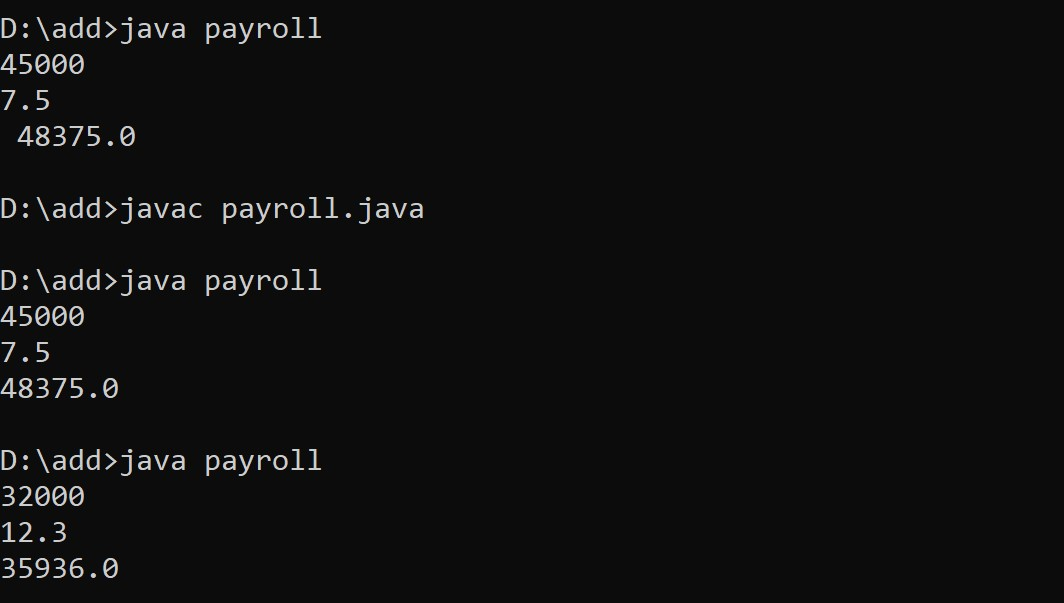 D:\add>java payroll
45000
7.5
 48375.0
D:\add>javac payroll.java
D:\add>java payroll
45000
7.5
48375.0
D:\add>java payroll
32000
12.3
35936.0